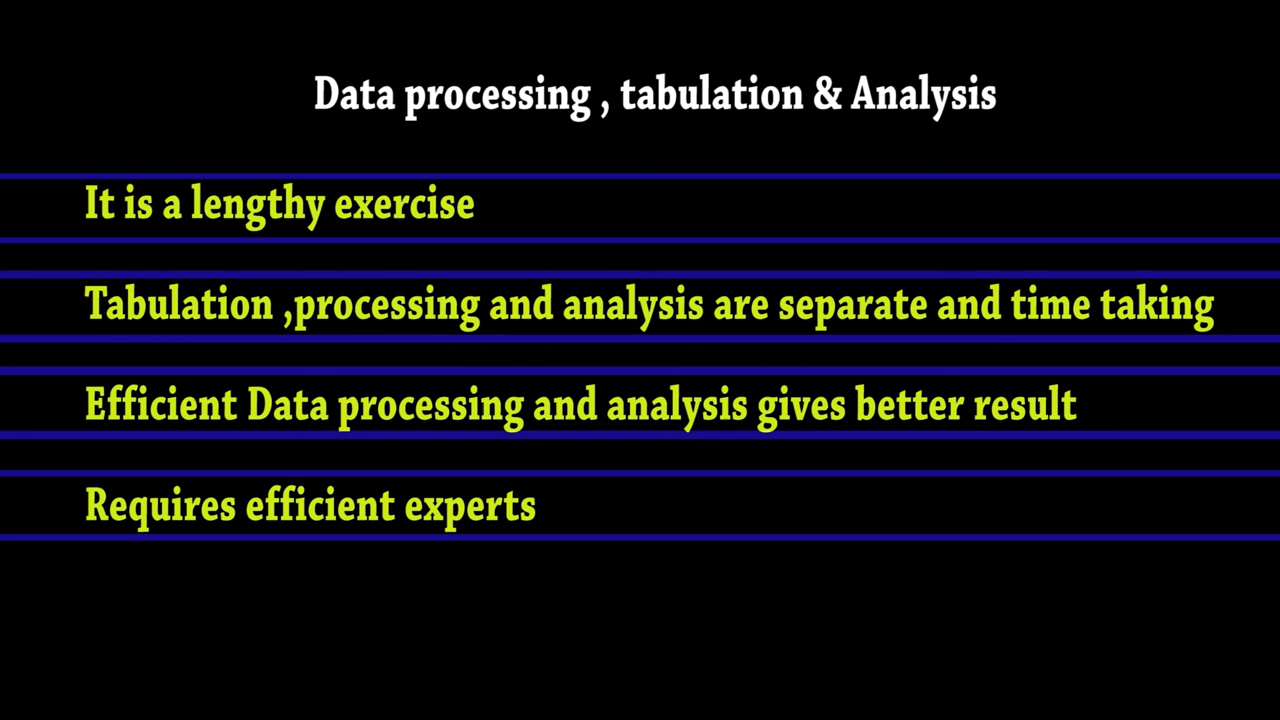 Data processing , tabulation & Analysis
It is a lengthy exercise
Tabulation ,processing and analysis are separate and time taking
Efficient Data processing and analysis gives better result
Requires efficient experts